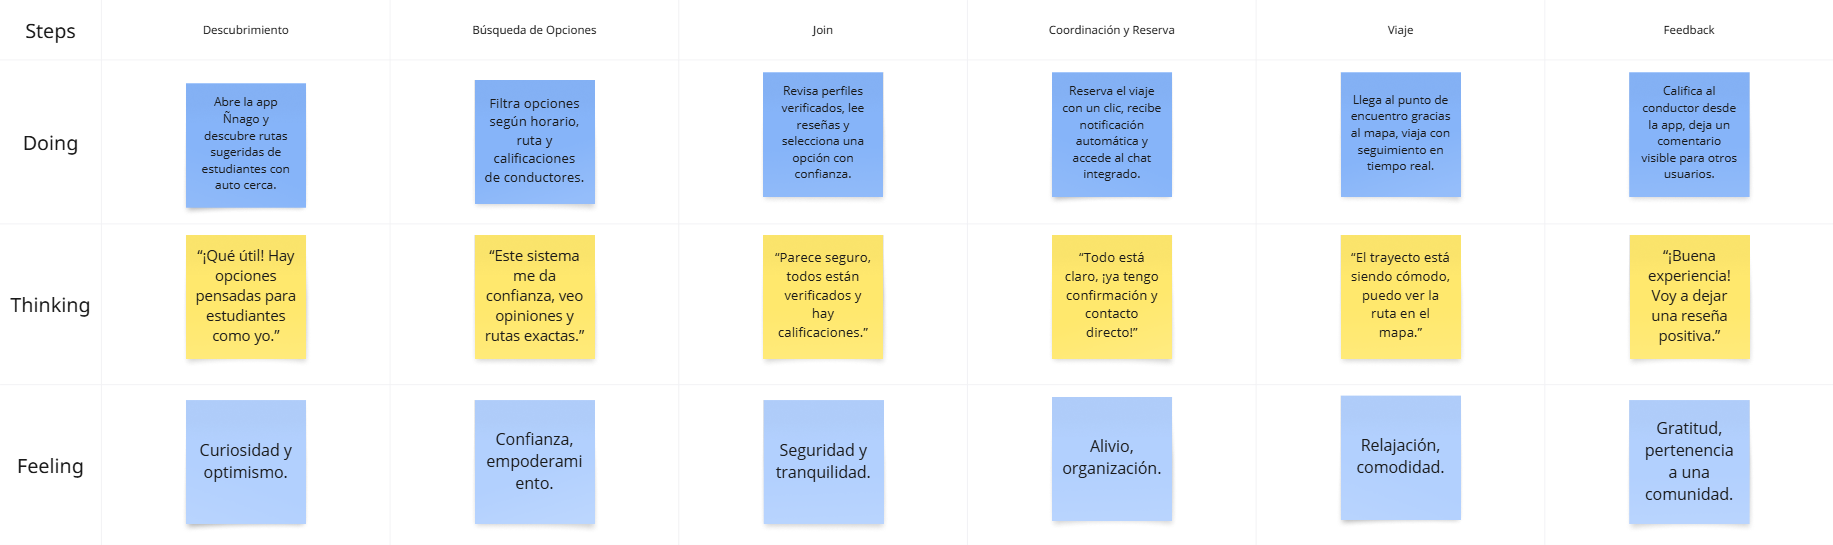 Steps
Descubrimiento
Búsqueda de Opciones
Join
Coordinación y Reserva
Viaje
Feedback
Doing
Abre la app
Ñnago y
descubre rutas
sugeridas de
estudiantes con
auto cerca.
Filtra opciones
según horario,
ruta y
calificaciones
de conductores.
Revisa perfiles
verificados, lee
reseñas y
selecciona una
opción con
confianza.
Reserva el viaje
con un clic, recibe
notificación
automática y
accede al chat
integrado.
Llega al punto de
encuentro gracias
al mapa, viaja con
seguimiento en
tiempo real.
Califica al
conductor desde
la app, deja un
comentario
visible para otros
usuarios.
Thinking
“¡Qué útil! Hay
opciones
pensadas para
estudiantes
como yo.”
“Este sistema
me da
confianza, veo
opiniones y
rutas exactas.”
“Parece seguro,
todos están
verificados y
hay
calificaciones.”
“Todo está
claro, ¡ya tengo
confirmación y
contacto
directo!”
“El trayecto está
siendo cómodo,
puedo ver la
ruta en el
mapa.”
“¡Buena
experiencia!
Voy a dejar
una reseña
positiva.”
Feeling
Curiosidad y
optimismo.
Confianza,
empoderami
ento.
Seguridad y
tranquilidad.
Alivio,
organización.
Relajación,
comodidad.
Gratitud,
pertenencia
a una
comunidad.